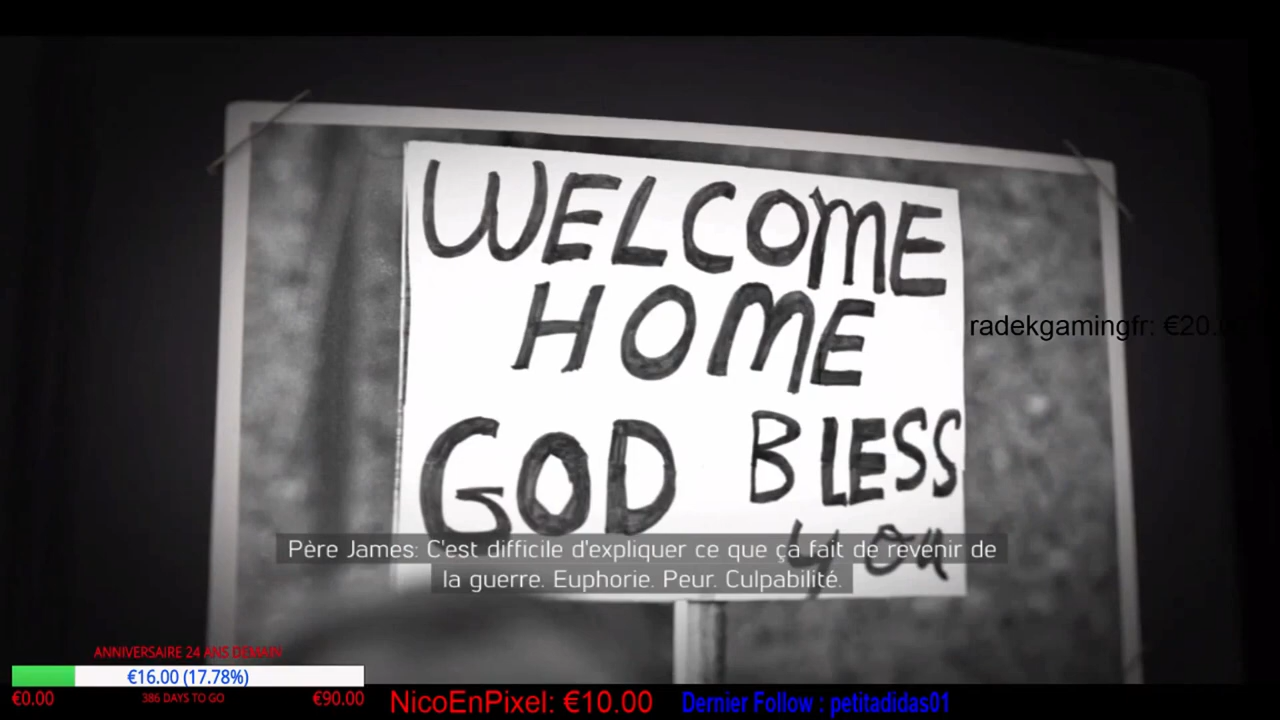 WELCOME
HOME
GOD BLESS
you
radekgamingfr: €20.
Père James: C'est difficile d'expliquer ce que ça fait de revenir de
la guerre. Euphorie. Peur. Culpabilité.
ANNIVERSAIRE 24 ANS DEMAIN
€16.00 (17.78%)
€0.00
386 DAYS TO GO
€90.00
NicoEnPixel: €10.00
Dernier Follow : petitadidas01